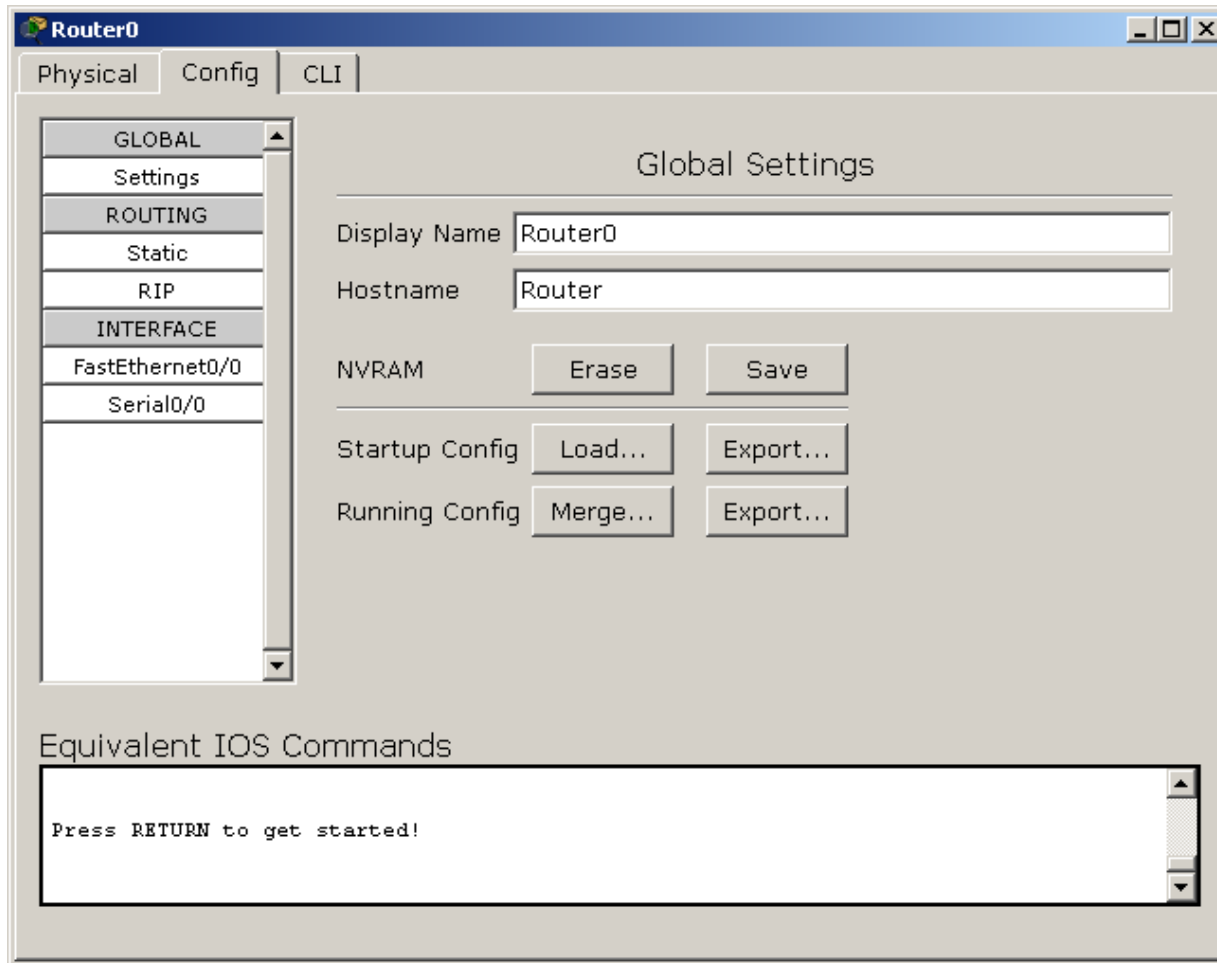 Router0
Physical Config CLI
GLOBAL
Settings
ROUTING
Static
RIP
INTERFACE
FastEthernet0/0
Serial0/0
Global Settings
Display Name Router0
Hostname Router
NVRAM Erase Save
Startup Config Load... Export...
Running Config Merge... Export...
Equivalent IOS Commands
Press RETURN to get started!